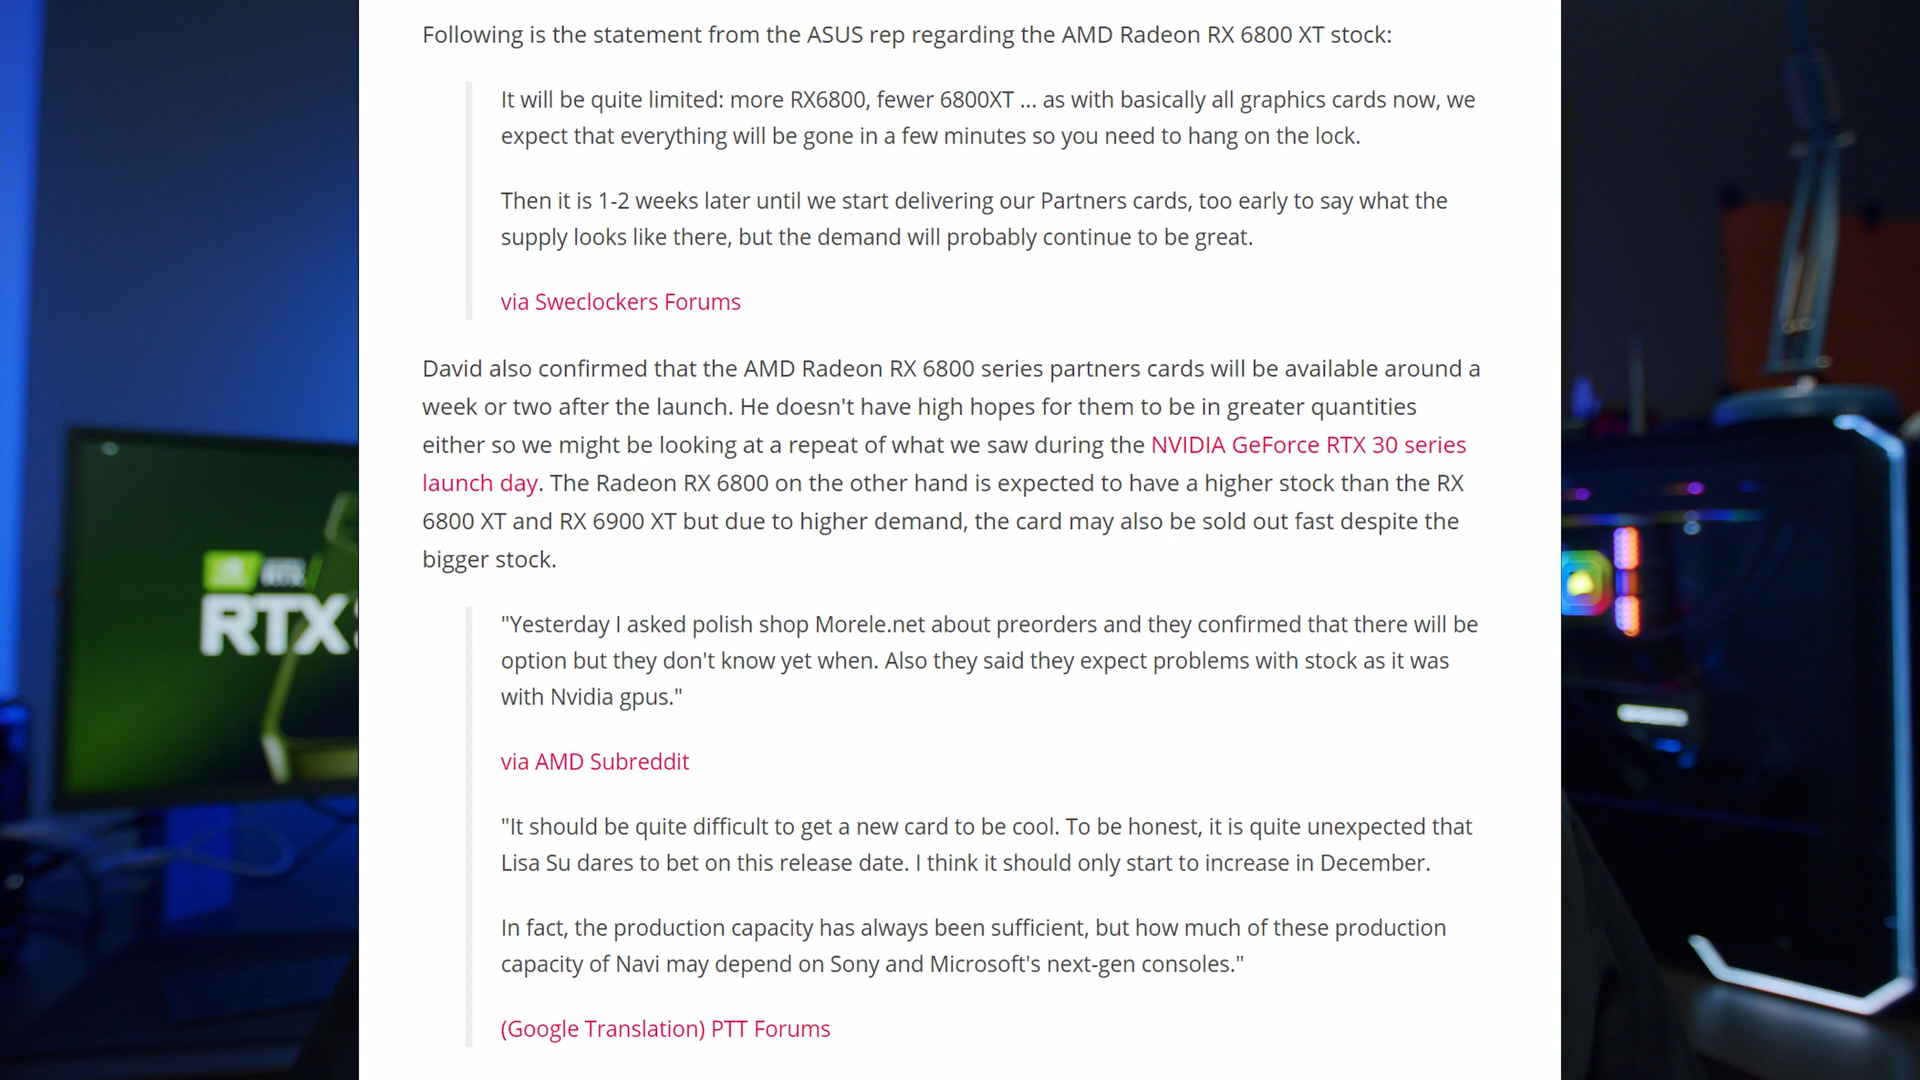 Following is the statement from the ASUS rep regarding the AMD Radeon RX 6800 XT stock:
It will be quite limited: more RX6800, fewer 6800XT ... as with basically all graphics cards now, we
expect that everything will be gone in a few minutes so you need to hang on the lock.
Then it is 1-2 weeks later until we start delivering our Partners cards, too early to say what the
supply looks like there, but the demand will probably continue to be great.
via Sweclockers Forums
David also confirmed that the AMD Radeon RX 6800 series partners cards will be available around a
week or two after the launch. He doesn't have high hopes for them to be in greater quantities
either so we might be looking at a repeat of what we saw during the NVIDIA GeForce RTX 30 series
launch day. The Radeon RX 6800 on the other hand is expected to have a higher stock than the RX
6800 XT and RX 6900 XT but due to higher demand, the card may also be sold out fast despite the
bigger stock.
"Yesterday I asked polish shop Morele.net about preorders and they confirmed that there will be
option but they don't know yet when. Also they said they expect problems with stock as it was
with Nvidia gpus."
via AMD Subreddit
"It should be quite difficult to get a new card to be cool. To be honest, it is quite unexpected that
Lisa Su dares to bet on this release date. I think it should only start to increase in December.
In fact, the production capacity has always been sufficient, but how much of these production
capacity of Navi may depend on Sony and Microsoft's next-gen consoles."
(Google Translation) PTT Forums
RTX